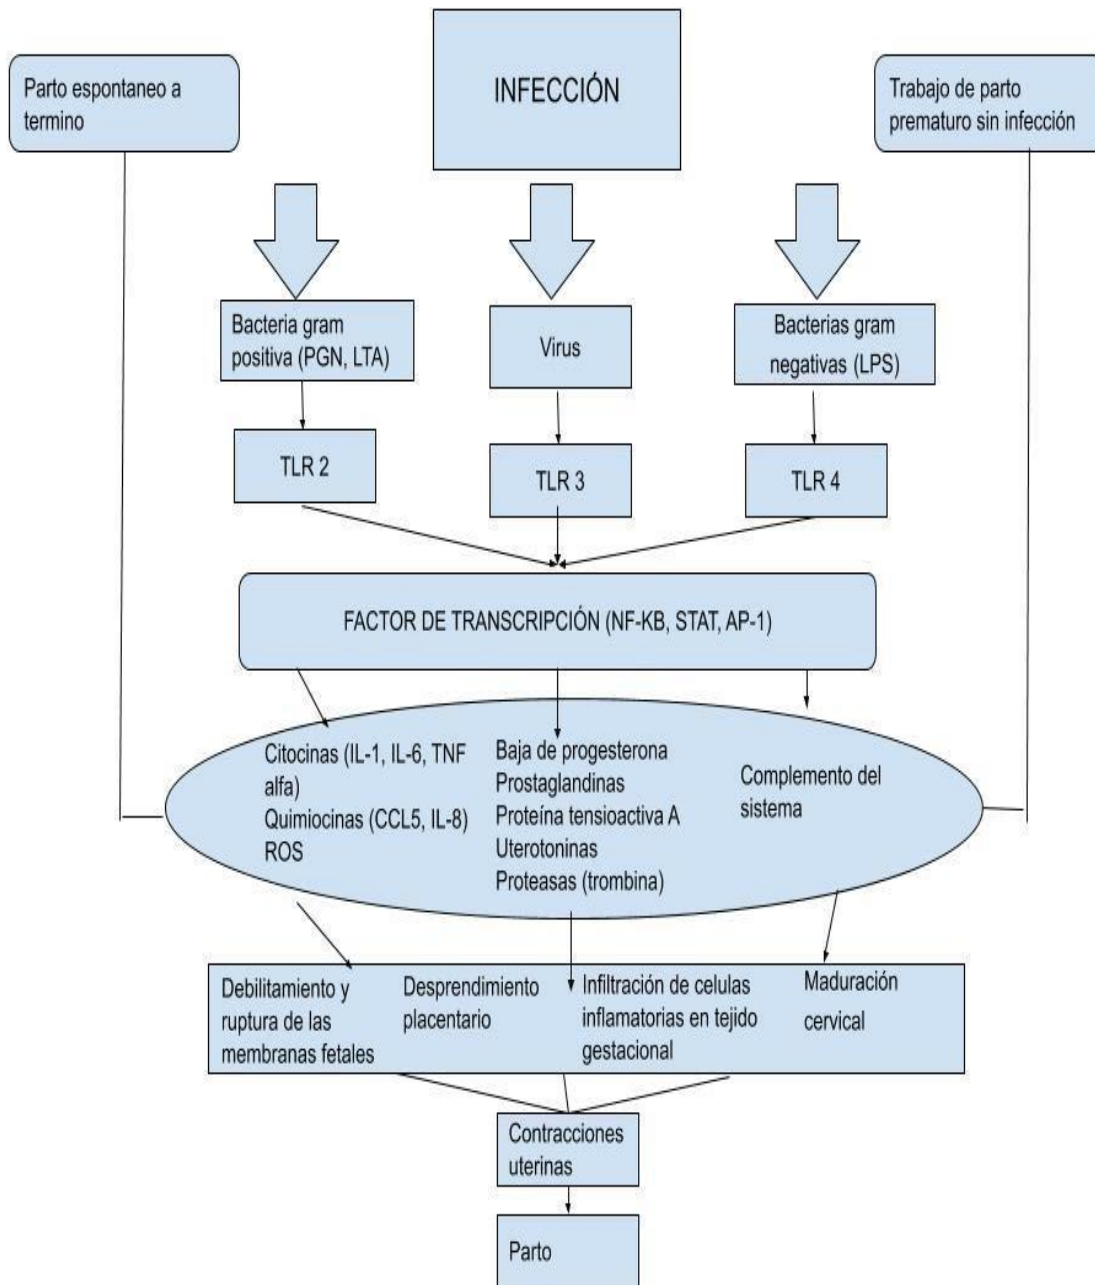 INFECCIÓN
Parto espontaneo a
termino
Trabajo de parto
prematuro sin infección
Bacteria gram
positiva (PGN, LTA)
Virus
Bacterias gram
negativas (LPS)
TLR 2
TLR 3
TLR 4
FACTOR DE TRANSCRIPCIÓN (NF-KB, STAT, AP-1)
Citocinas (IL-1, IL-6, TNF
alfa)
Quimiocinas (CCL5, IL-8)
ROS
Baja de progesterona
Prostaglandinas
Proteína tensioactiva A
Uterotoninas
Proteasas (trombina)
Complemento del
sistema
Debilitamiento y
ruptura de las
membranas fetales
Desprendimiento
placentario
Infiltración de celulas
inflamatorias en tejido
gestacional
Maduración
cervical
Contracciones
uterinas
Parto